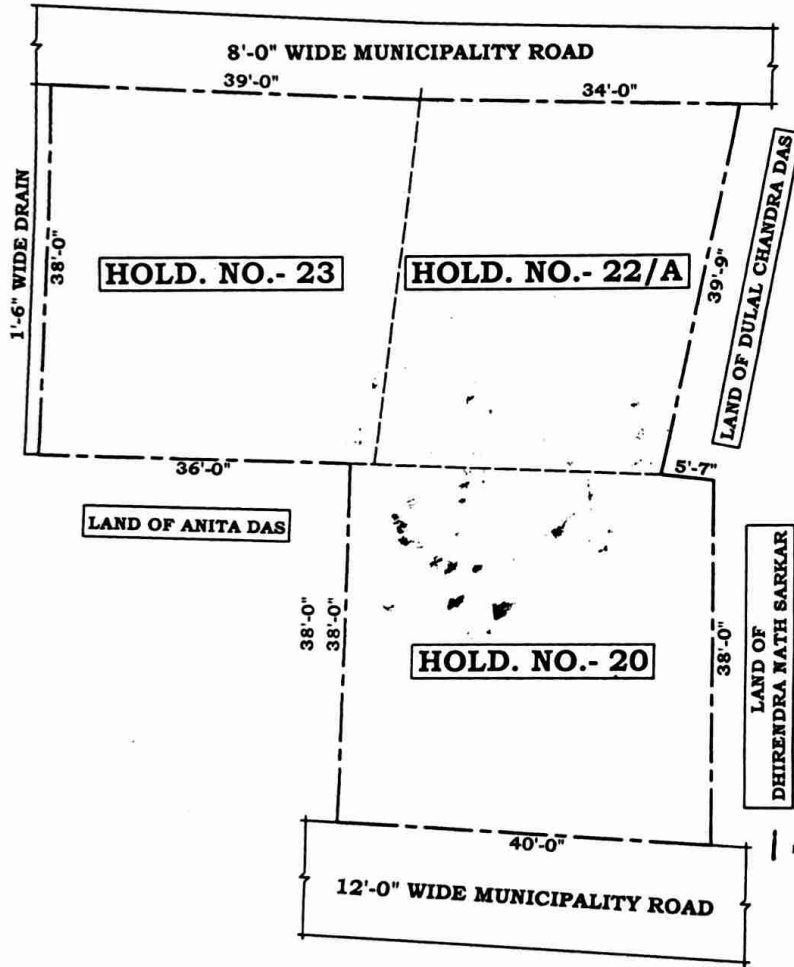 8'-0" WIDE MUNICIPALITY ROAD
39'-0"
34'-0"
1'-6" WIDE DRAIN
38'-0"
HOLD. NO.- 23
HOLD. NO.- 22/A
39'-9"
LAND OF DULAL CHANDRA DAS
36'-0"
5'-7"
LAND OF ANITA DAS
38'-0"
38'-0"
HOLD. NO.- 20
38'-0"
LAND OF
DHIRENDRA NATH SARKAR
40'-0"
12'-0" WIDE MUNICIPALITY ROAD